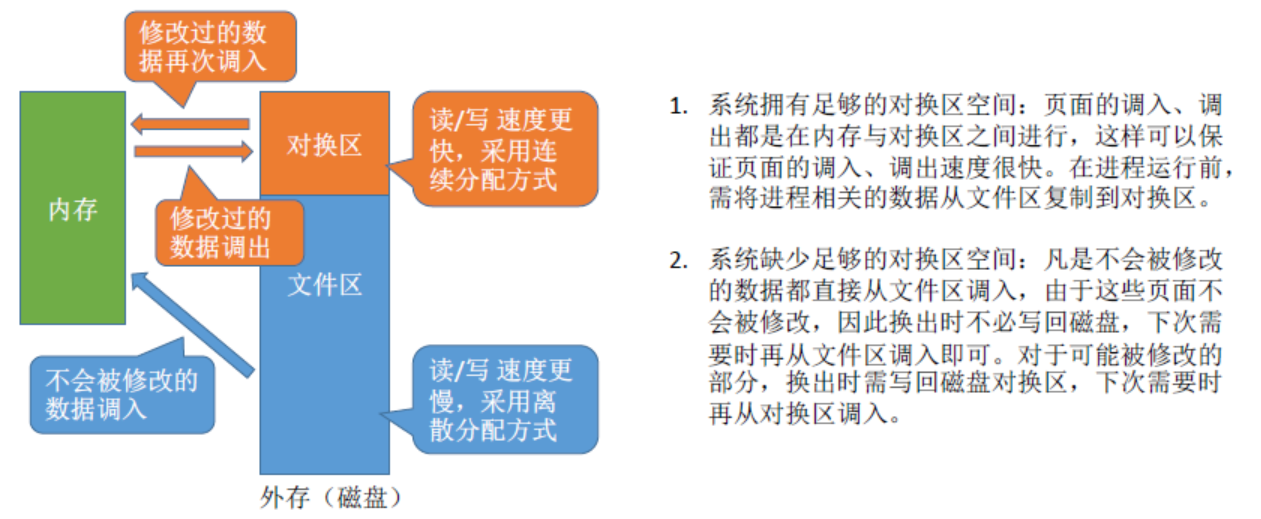 修改过的数
据再次调入
内存
对换区
读/写 速度更
快，采用连
续分配方式
修改过的
数据调出
文件区
不会被修改的
数据调入
读/写 速度更
慢，采用离
散分配方式
外存（磁盘）
1. 系统拥有足够的对换区空间：页面的调入、调
出都是在内存与对换区之间进行，这样可以保
证页面的调入、调出速度很快。在进程运行前，
需将进程相关的数据从文件区复制到对换区。
2. 系统缺少足够的对换区空间：凡是不会被修改
的数据都直接从文件区调入，由于这些页面不
会被修改，因此换出时不必写回磁盘，下次需
要时再从文件区调入即可。对于可能被修改的
部分，换出时需写回磁盘对换区，下次需要时
再从对换区调入。